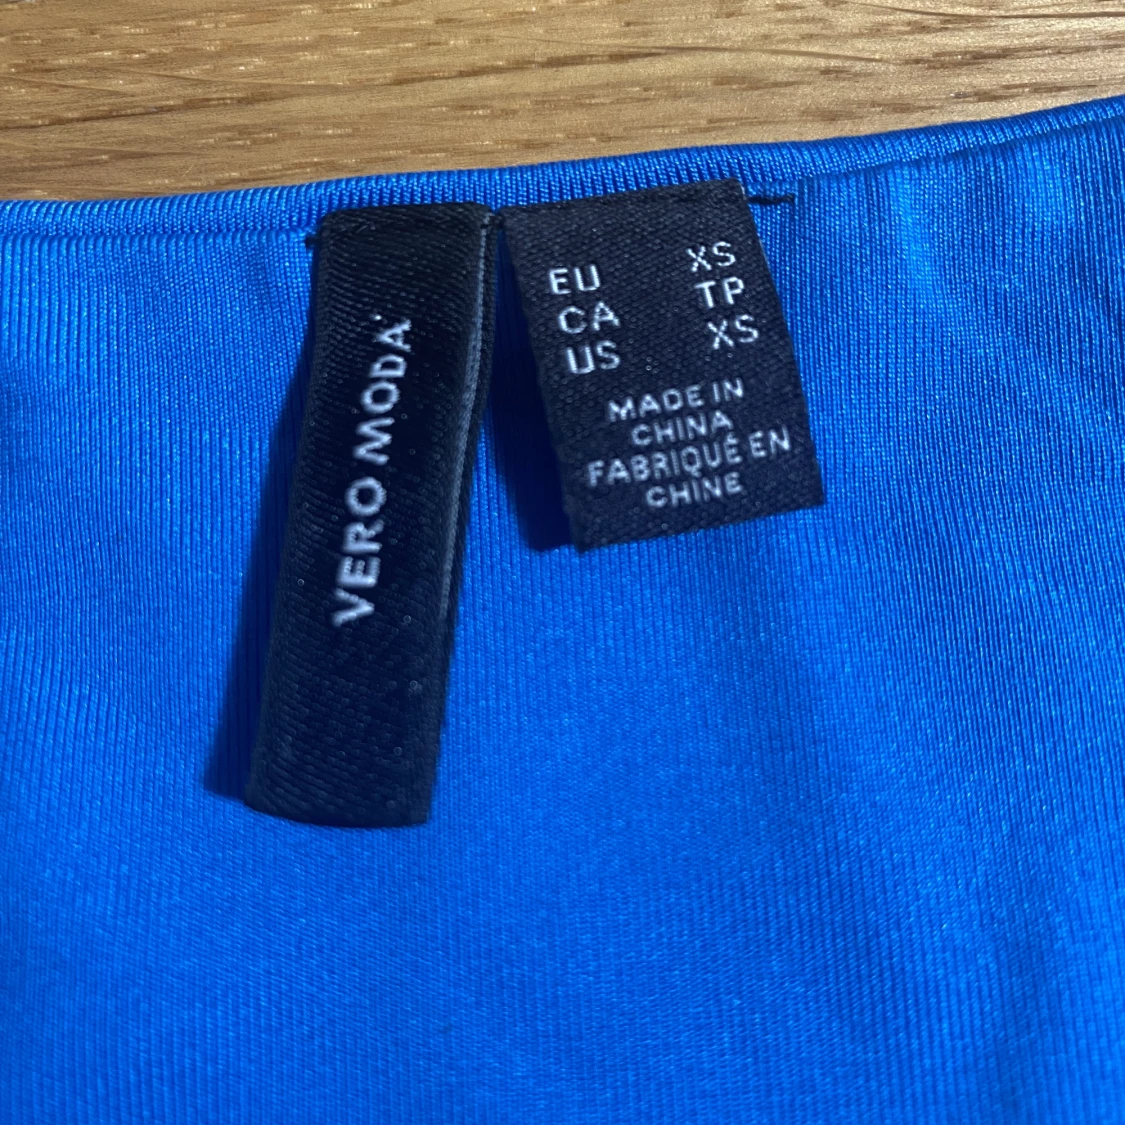 VERO MODA
EU XS
CA TP
US XS
MADE IN
CHINA
FABRIQUÉ EN
CHINE